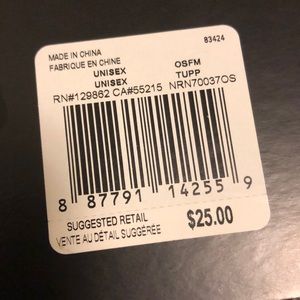 83424
MADE IN CHINA
FABRIQUE EN CHINE
UNISEX OSFM
UNISEX TUPP
RN#129862 CA#55215 NRN70037OS
8 87791 14255 9
SUGGESTED RETAIL
VENTE AU DÉTAIL SUGGÉRÉE
$25.00